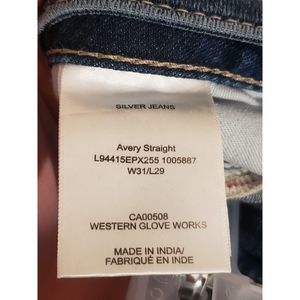 SILVER JEANS
Avery Straight
L94415EPX255 1005887
W31/L29
CA00508
WESTERN GLOVE WORKS
MADE IN INDIA/
FABRIQUÉ EN INDE